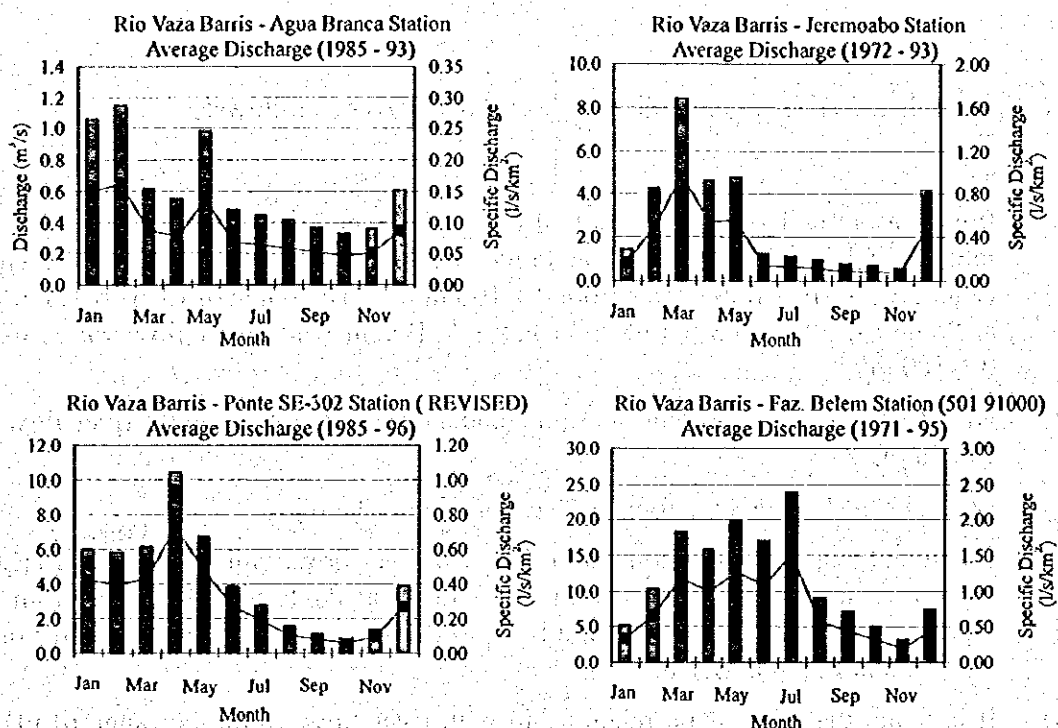 Rio Vaza Barris - Agua Branca Station
Average Discharge (1985 - 93)
Discharge (m³/s)
1.4
1.2
1.0
0.8
0.6
0.4
0.2
0.0
0.35
0.30
0.25
0.20
0.15
0.10
0.05
0.00
Specific Discharge
(l/s/km²)
Jan Mar May Jul Sep Nov
Month
Rio Vaza Barris - Jeremoabo Station
Average Discharge (1972 - 93)
10.0
8.0
6.0
4.0
2.0
0.0
2.00
1.60
1.20
0.80
0.40
0.00
Specific Discharge
(l/s/km²)
Jan Mar May Jul Sep Nov
Month
Rio Vaza Barris - Ponte SE-302 Station ( REVISED)
Average Discharge (1985 - 96)
12.0
10.0
8.0
6.0
4.0
2.0
0.0
1.20
1.00
0.80
0.60
0.40
0.20
0.00
Specific Discharge
(l/s/km²)
Jan Mar May Jul Sep Nov
Month
Rio Vaza Barris - Faz. Belem Station (501 91000)
Average Discharge (1971 - 95)
30.0
25.0
20.0
15.0
10.0
5.0
0.0
3.00
2.50
2.00
1.50
1.00
0.50
0.00
Specific Discharge
(l/s/km²)
Jan Mar May Jul Sep Nov
Month